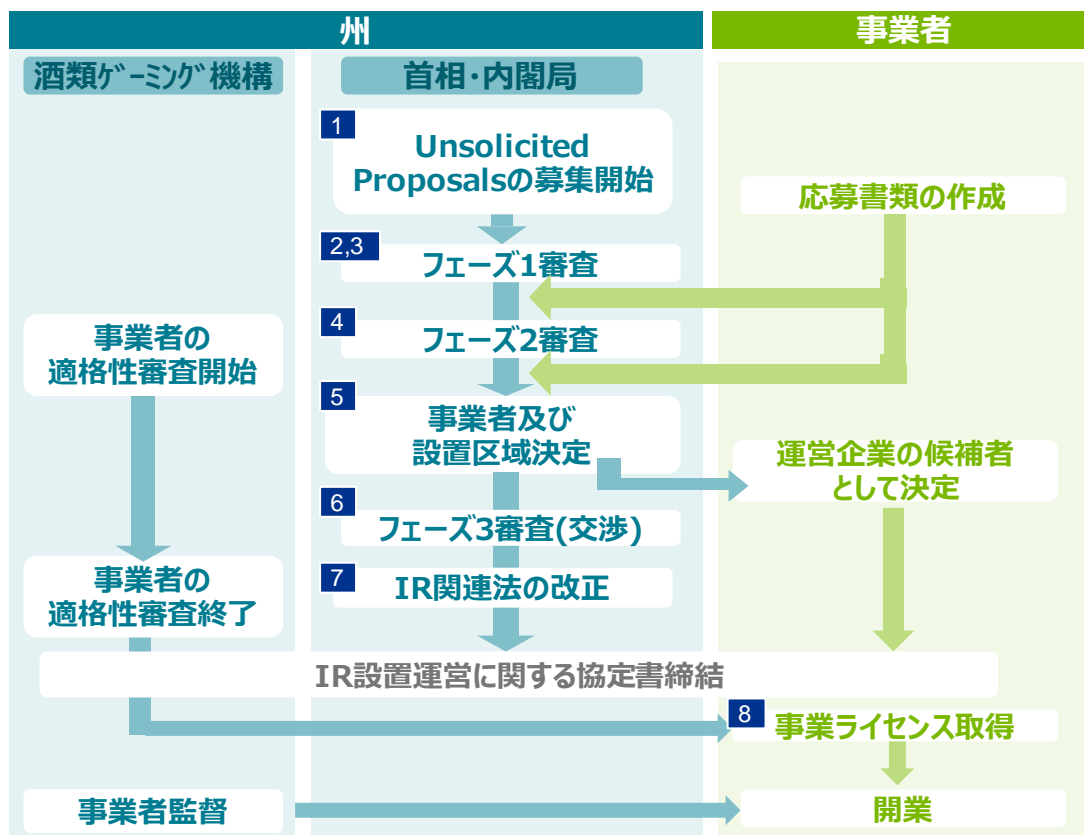 州
事業者
酒類ｹﾞｰﾐﾝｸﾞ機構
首相・内閣局
1
Unsolicited
Proposalsの募集開始
応募書類の作成
2,3
フェーズ1審査
4
フェーズ2審査
事業者の
適格性審査開始
5
事業者及び
設置区域決定
運営企業の候補者
として決定
6
フェーズ3審査(交渉)
7
IR関連法の改正
事業者の
適格性審査終了
IR設置運営に関する協定書締結
8
事業ライセンス取得
事業者監督
開業